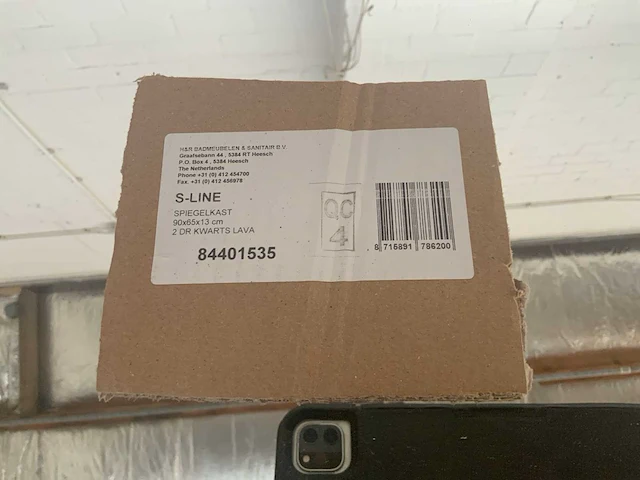 H&R BADMEUBELEN & SANITAIR B.V.
Graafsebaan 44 , 5384 RT Heesch
P.O. Box 4 , 5384 Heesch
The Netherlands
Phone +31 (0) 412 454700
Fax. +31 (0) 412 456978
S-LINE
SPIEGELKAST
90x65x13 cm
2 DR KWARTS LAVA
84401535
QC
4
8 715891 786200